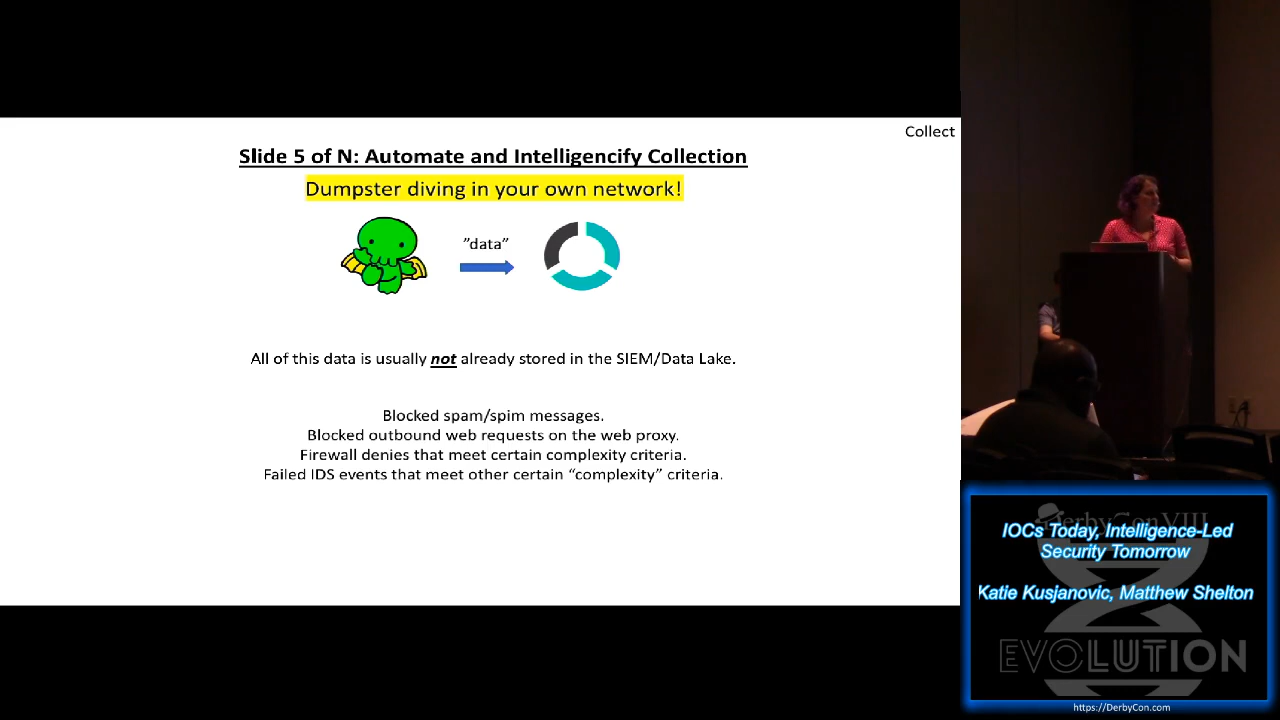 Collect
Slide 5 of N: Automate and Intelligencify Collection
Dumpster diving in your own network!
”data”
All of this data is usually not already stored in the SIEM/Data Lake.
Blocked spam/spim messages.
Blocked outbound web requests on the web proxy.
Firewall denies that meet certain complexity criteria.
Failed IDS events that meet other certain “complexity” criteria.
DerbyCon VIII
IOCs Today, Intelligence-Led
Security Tomorrow
Katie Kusjanovic, Matthew Shelton
EVOLUTION
https://DerbyCon.com